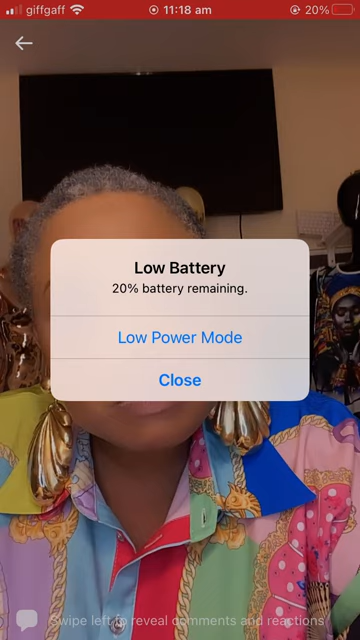 giffgaff
11:18 am
20%
Low Battery
20% battery remaining.
Low Power Mode
Close
Swipe left to reveal comments and reactions